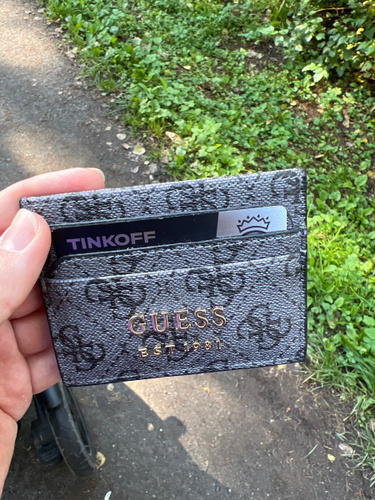 TINKOFF
GUESS
EST. 1981